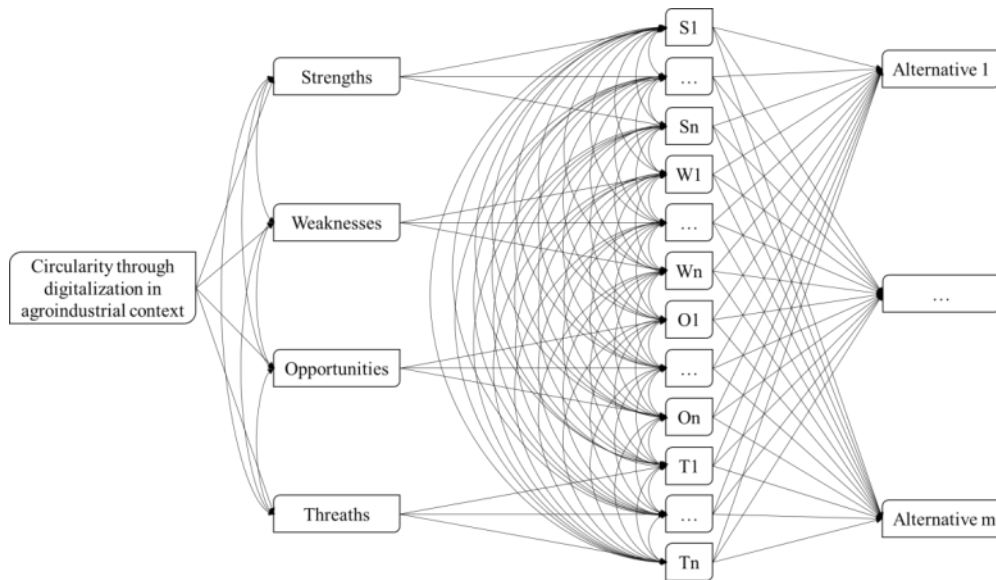 Circularity through
digitalization in
agroindustrial context
Strengths
Weaknesses
Opportunities
Threaths
S1
...
Sn
W1
...
Wn
O1
...
On
T1
...
Tn
Alternative 1
...
Alternative m